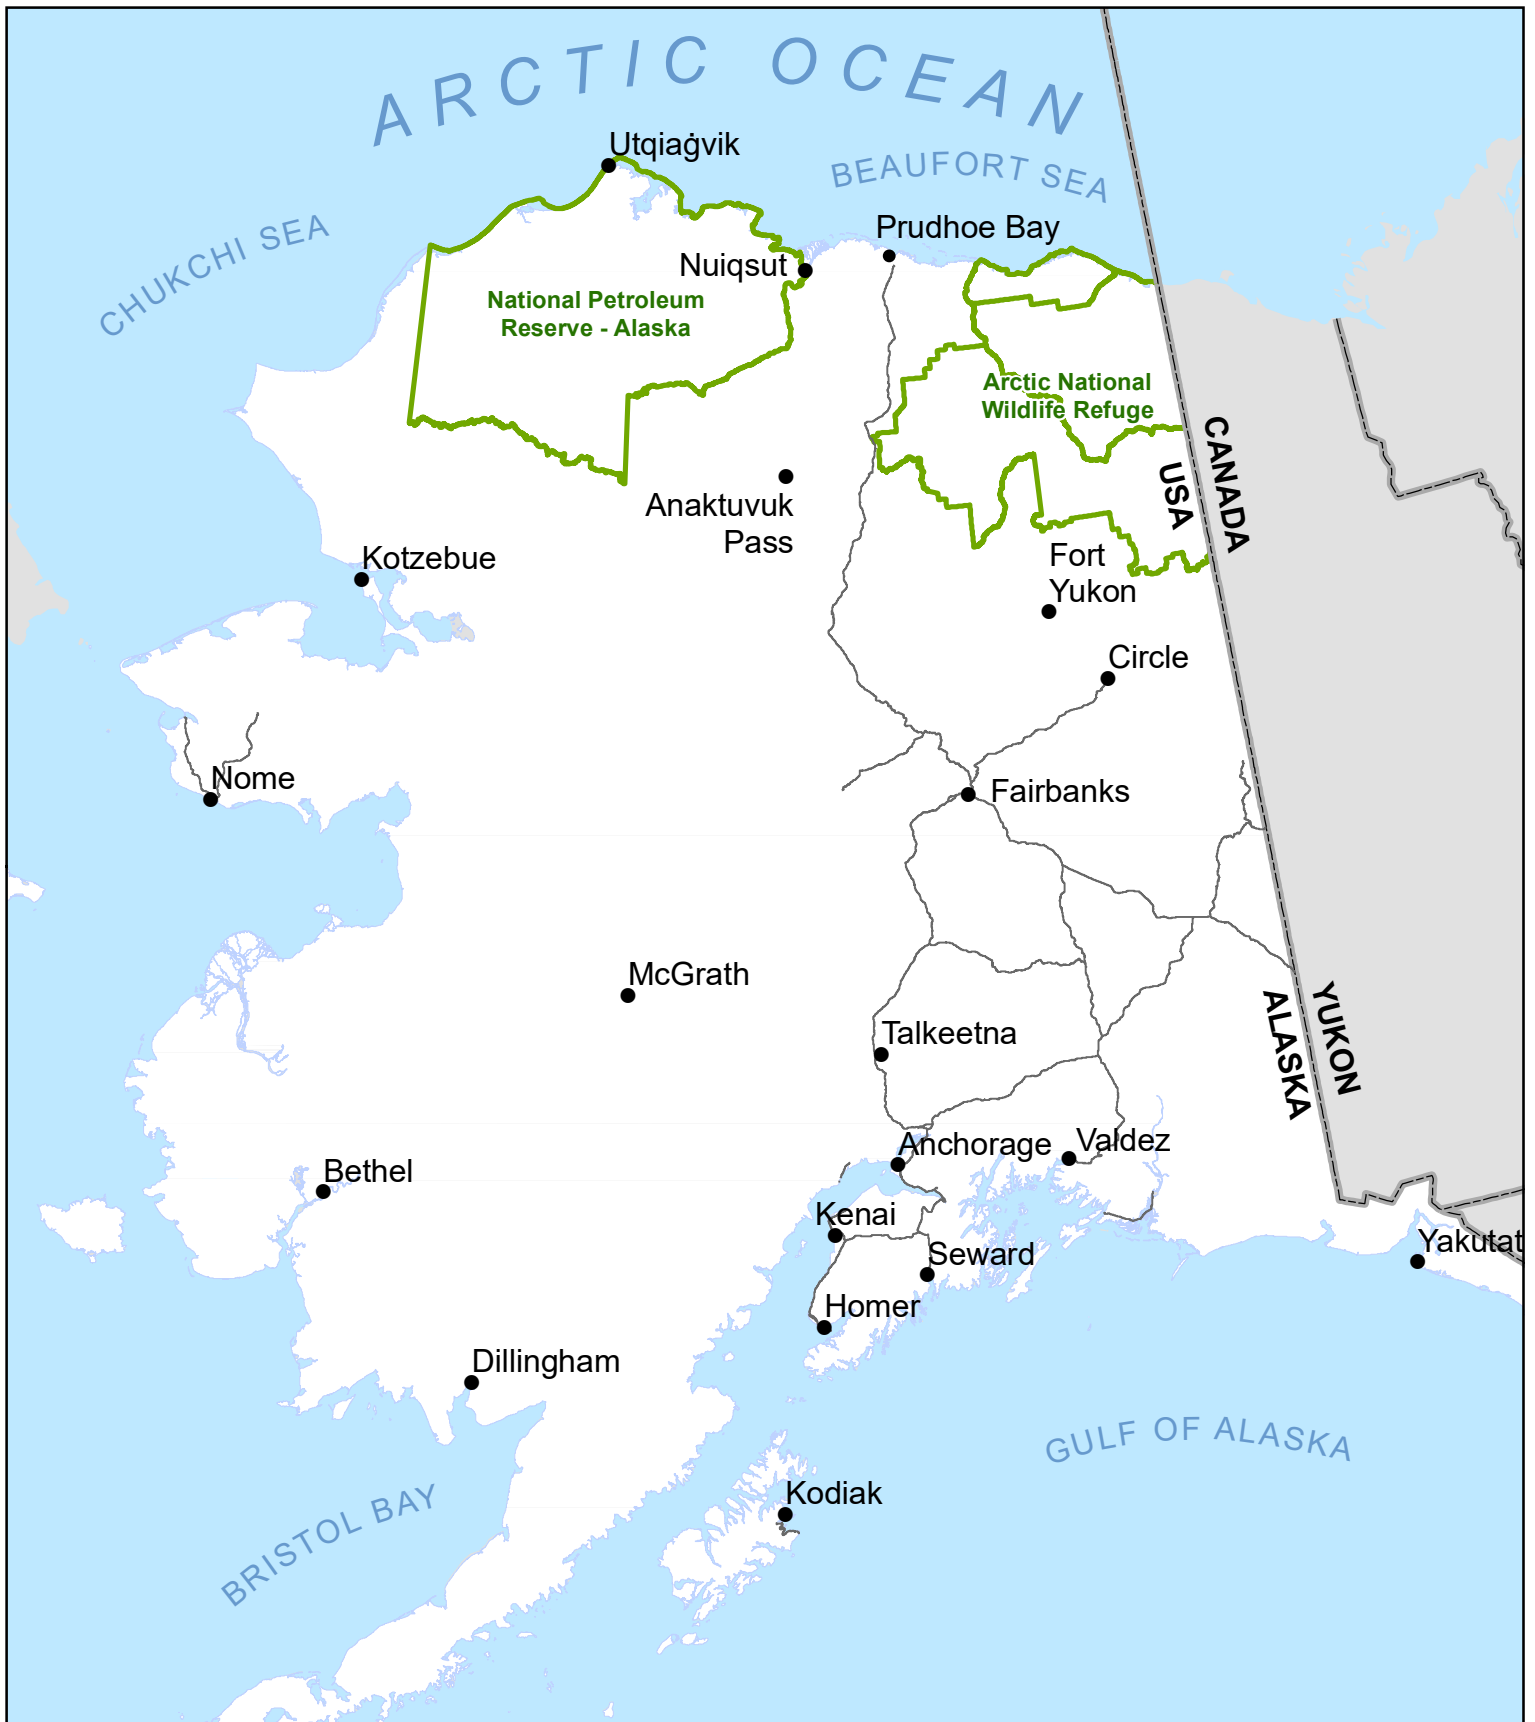 ARCTIC OCEAN
Utqiaġvik
BEAUFORT SEA
CHUKCHI SEA
Prudhoe Bay
Nuiqsut
National Petroleum
Reserve - Alaska
Arctic National
Wildlife Refuge
CANADA
USA
Anaktuvuk
Pass
Kotzebue
Fort
Yukon
Circle
Nome
Fairbanks
McGrath
YUKON
ALASKA
Talkeetna
Anchorage
Valdez
Bethel
Kenai
Seward
Yakutat
Homer
Dillingham
GULF OF ALASKA
Kodiak
BRISTOL BAY